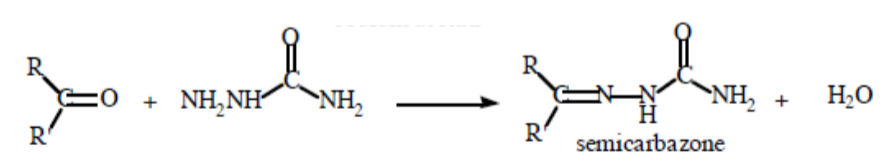 R
R'
C=O + NH₂NH C O NH₂ → R
R'
C=N—N
H
C O NH₂ + H₂O
semicarbazone